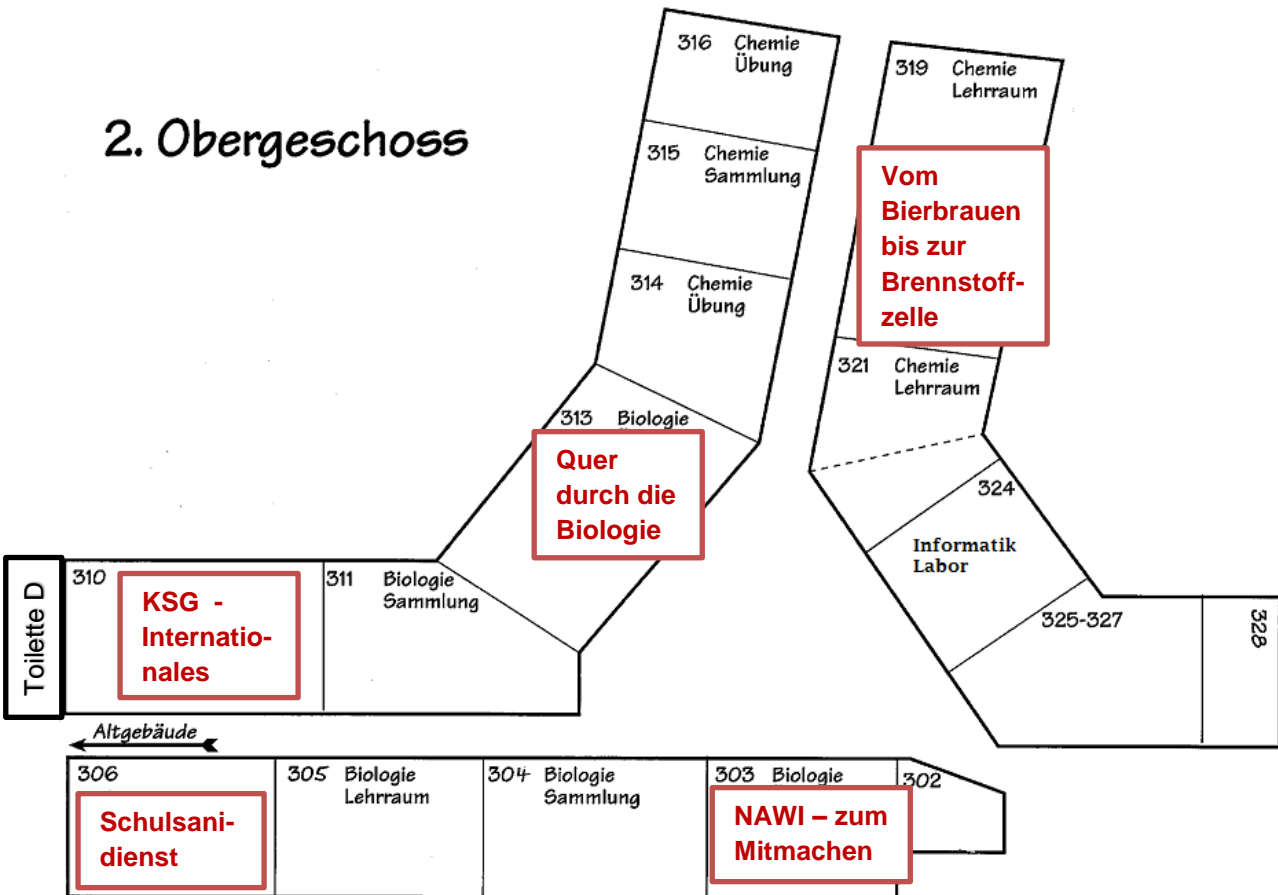 2. Obergeschoss
316 Chemie
Übung
315 Chemie
Sammlung
314 Chemie
Übung
313 Biologie
Quer
durch die
Biologie
319 Chemie
Lehrraum
Vom
Bierbrauen
bis zur
Brennstoff-
zelle
321 Chemie
Lehrraum
324
Informatik
Labor
325-327
328
Toilette D
310
KSG -
Internatio-
nales
311 Biologie
Sammlung
Altgebäude
306
Schulsani-
dienst
305 Biologie
Lehrraum
304 Biologie
Sammlung
303 Biologie
NAWI – zum
Mitmachen
302